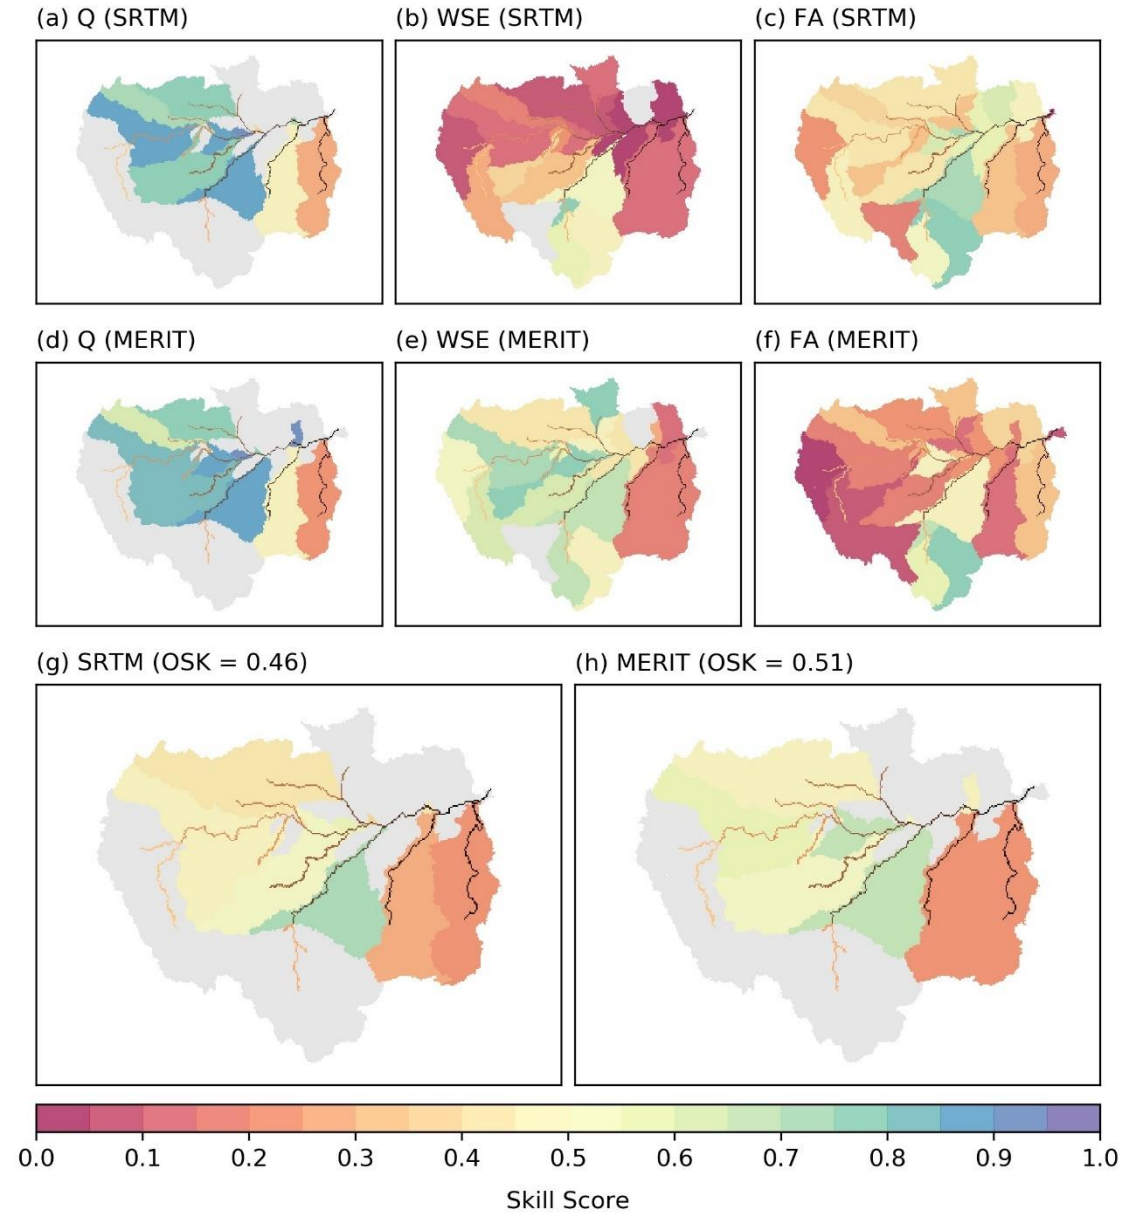 (a) Q (SRTM)
(b) WSE (SRTM)
(c) FA (SRTM)
(d) Q (MERIT)
(e) WSE (MERIT)
(f) FA (MERIT)
(g) SRTM (OSK = 0.46)
(h) MERIT (OSK = 0.51)
0.0 0.1 0.2 0.3 0.4 0.5 0.6 0.7 0.8 0.9 1.0
Skill Score